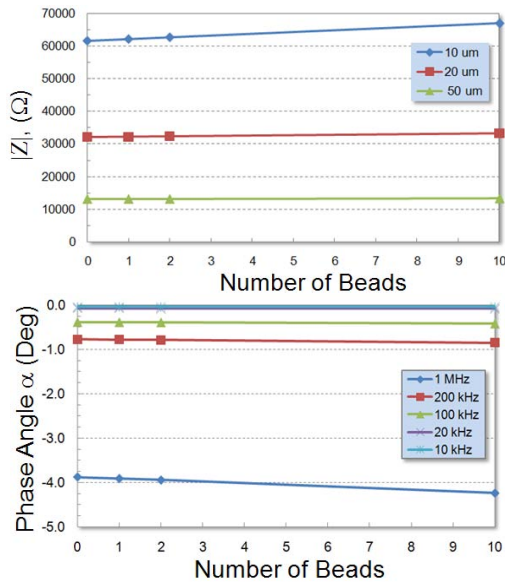 70000
60000
50000
40000
30000
20000
10000
0
|Z|, (Ω)
10 um
20 um
50 um
0 1 2 3 4 5 6 7 8 9 10
Number of Beads
0.0
-1.0
-2.0
-3.0
-4.0
-5.0
Phase Angle α (Deg)
1 MHz
200 kHz
100 kHz
20 kHz
10 kHz
0 1 2 3 4 5 6 7 8 9 10
Number of Beads